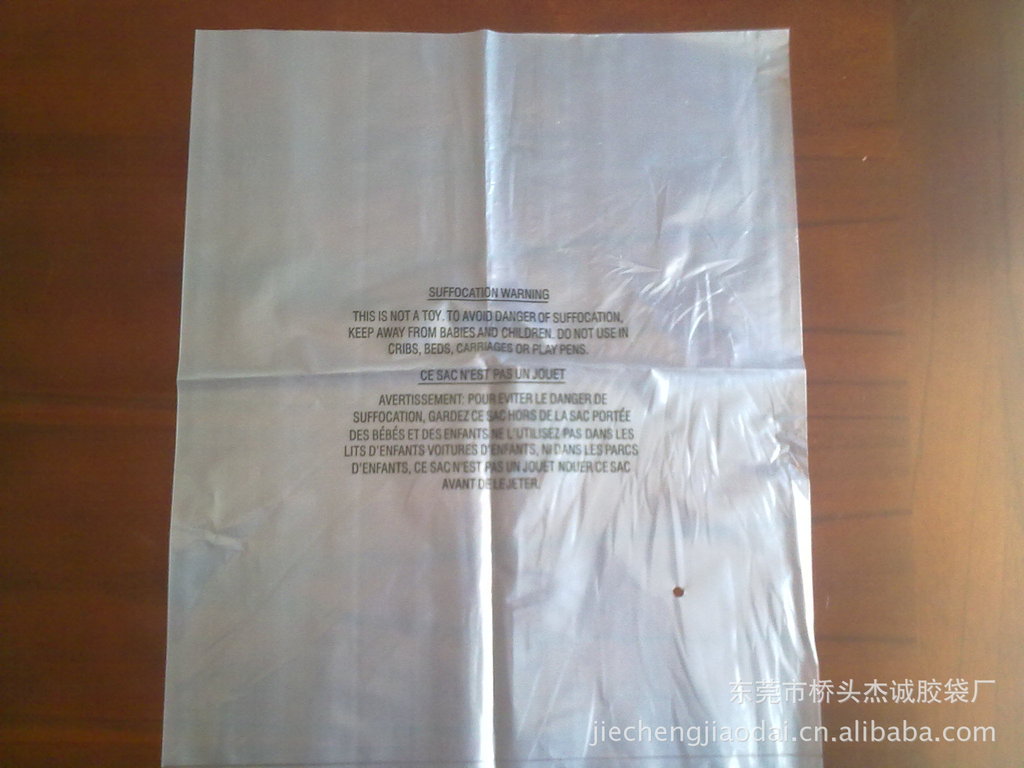 SUFFOCATION WARNING
THIS IS NOT A TOY. TO AVOID DANGER OF SUFFOCATION,
KEEP AWAY FROM BABIES AND CHILDREN. DO NOT USE IN
CRIBS, BEDS, CARRIAGES OR PLAY PENS.
CE SAC N'EST PAS UN JOUET
AVERTISSEMENT: POUR EVITER LE DANGER DE
SUFFOCATION, GARDEZ CE SAC HORS DE LA SAC PORTÉE
DES BÉBÉS ET DES ENFANTS NE L'UTILISEZ PAS DANS LES
LITS D'ENFANTS VOITURES D'ENFANTS, NI DANS LES PARCS
D'ENFANTS, CE SAC N'EST PAS UN JOUET NOUER CE SAC
AVANT DE LE JETER.
东莞市桥头杰诚胶袋厂
jiechengjiaodai.cn.alibaba.com